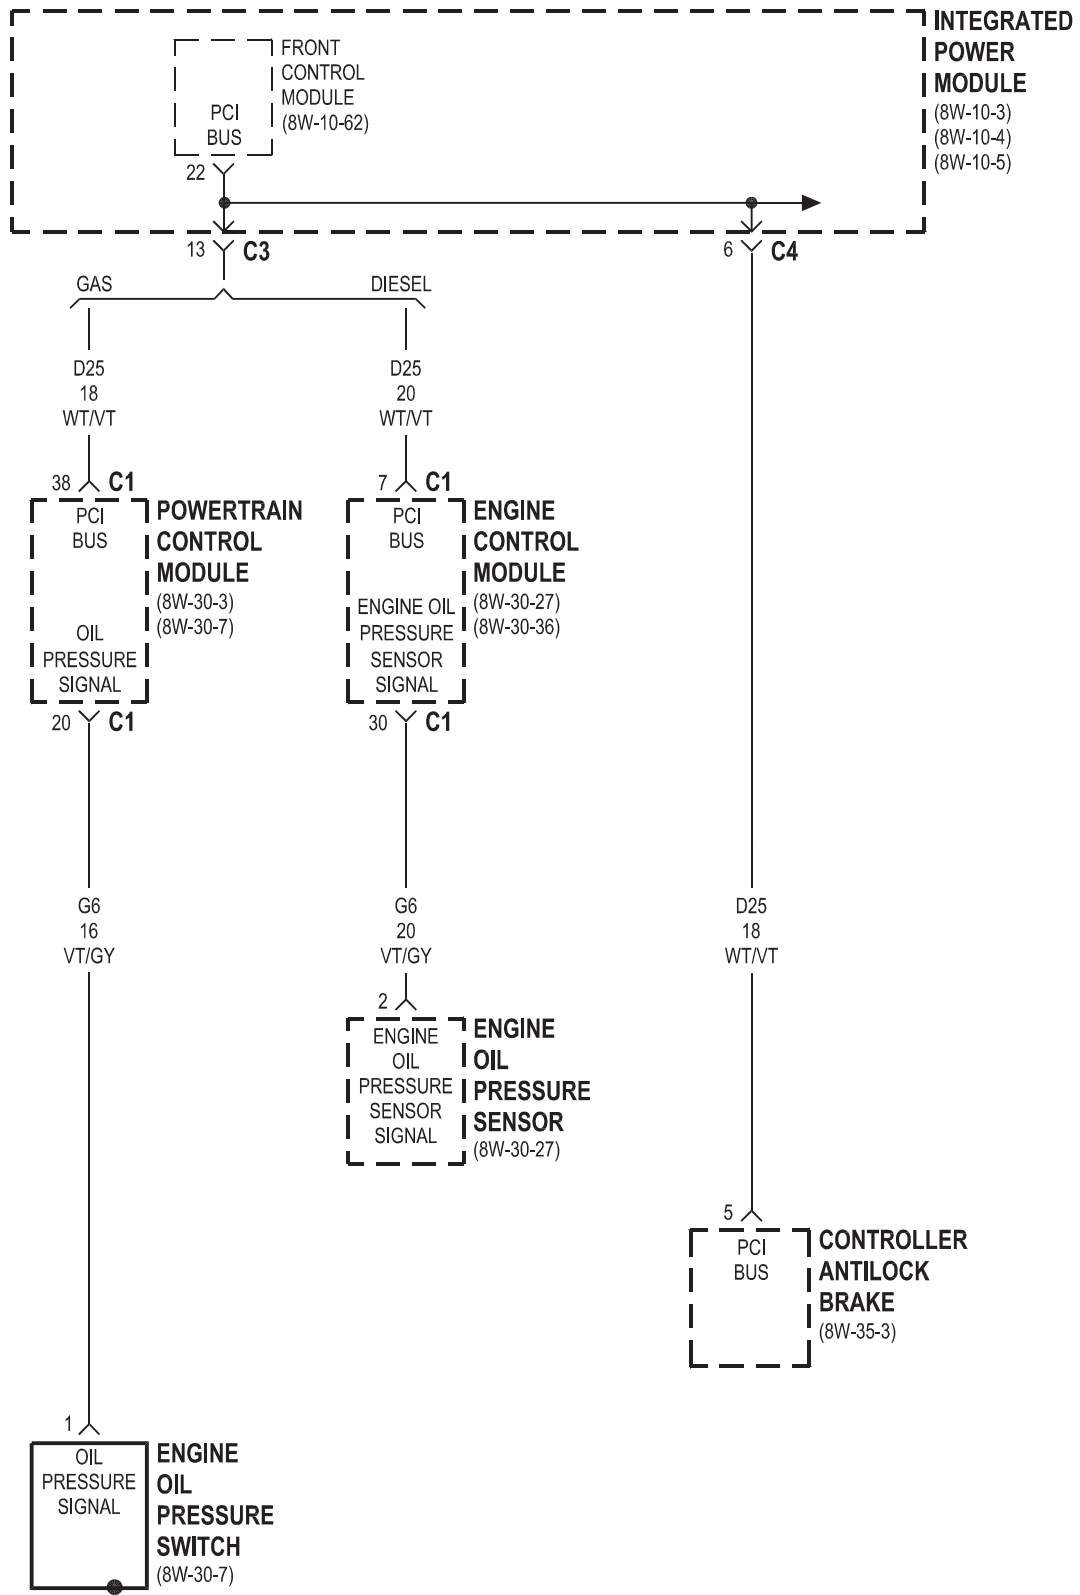 INTEGRATED
POWER
MODULE
(8W-10-3)
(8W-10-4)
(8W-10-5)
FRONT
CONTROL
MODULE
(8W-10-62)
PCI
BUS
22
13
C3
6
C4
GAS
DIESEL
D25
18
WT/VT
D25
20
WT/VT
38
C1
7
C1
PCI
BUS
OIL
PRESSURE
SIGNAL
POWERTRAIN
CONTROL
MODULE
(8W-30-3)
(8W-30-7)
PCI
BUS
ENGINE OIL
PRESSURE
SENSOR
SIGNAL
ENGINE
CONTROL
MODULE
(8W-30-27)
(8W-30-36)
20
C1
30
C1
G6
16
VT/GY
G6
20
VT/GY
D25
18
WT/VT
2
ENGINE
OIL
PRESSURE
SENSOR
SIGNAL
ENGINE
OIL
PRESSURE
SENSOR
(8W-30-27)
5
PCI
BUS
CONTROLLER
ANTILOCK
BRAKE
(8W-35-3)
1
OIL
PRESSURE
SIGNAL
ENGINE
OIL
PRESSURE
SWITCH
(8W-30-7)